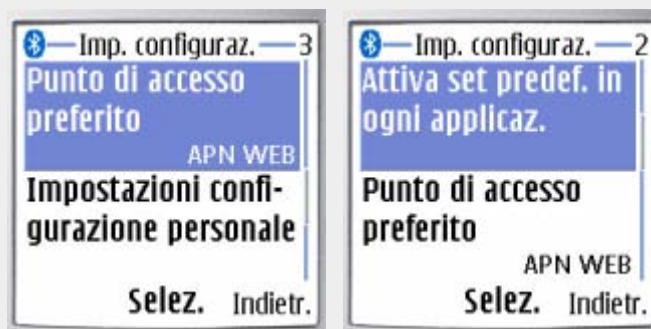 Imp. configuraz. 3
Punto di accesso
preferito
APN WEB
Impostazioni confi-
gurazione personale
Selez. Indietr.
Imp. configuraz. 2
Attiva set predef. in
ogni applicaz.
Punto di accesso
preferito
APN WEB
Selez. Indietr.